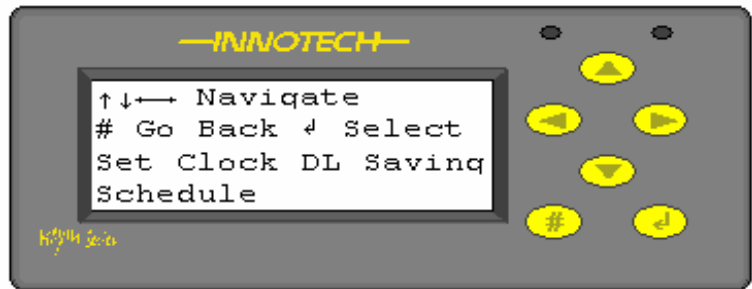 INNOTECH
↑↓←→ Navigate
# Go Back ↲ Select
Set Clock DL Saving
Schedule
#